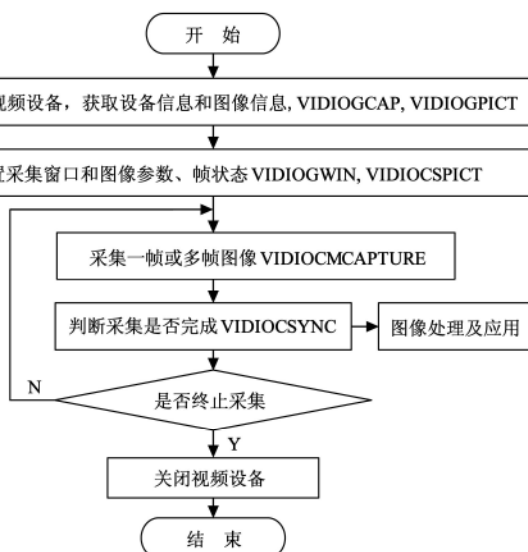 开 始
视频设备，获取设备信息和图像信息, VIDIOGCAP, VIDIOGPICT
置采集窗口和图像参数、帧状态 VIDIOGWIN, VIDIOCSPICT
采集一帧或多帧图像 VIDIOCMCAPTURE
判断采集是否完成 VIDIOCSYNC
图像处理及应用
是否终止采集
N
Y
关闭视频设备
结 束